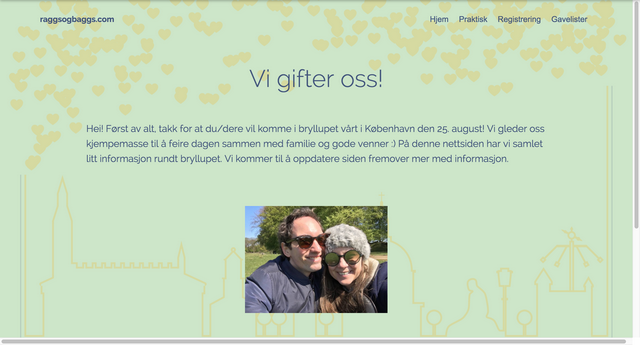 raggsogbaggs.com
Hjem Praktisk Registrering Gavelister
Vi gifter oss!
Hei! Først av alt, takk for at du/dere vil komme i bryllupet vårt i København den 25. august! Vi gleder oss
kjempemasse til å feire dagen sammen med familie og gode venner :) På denne nettsiden har vi samlet
litt informasjon rundt bryllupet. Vi kommer til å oppdatere siden fremover mer med informasjon.